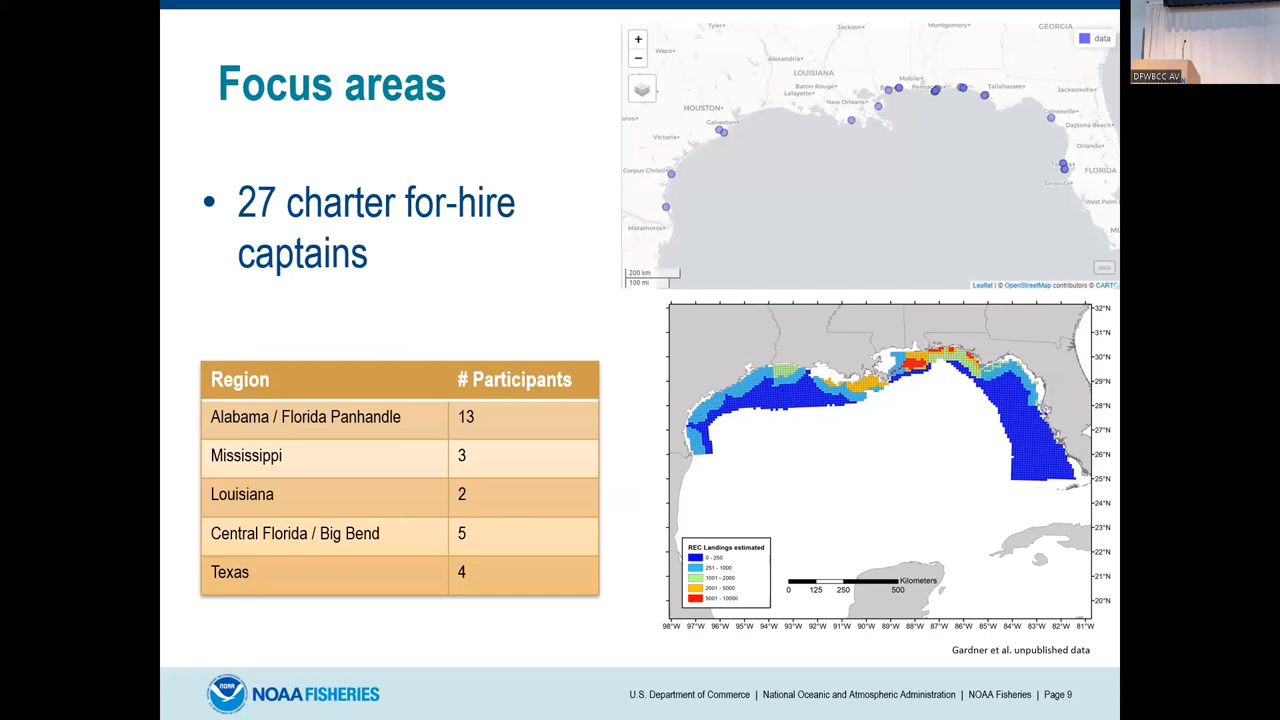 Focus areas
• 27 charter for-hire
captains
Region # Participants
Alabama / Florida Panhandle 13
Mississippi 3
Louisiana 2
Central Florida / Big Bend 5
Texas 4
+
−
Tyler
Jackson
Montgomery
GEORGIA
data
Waco
Alexandria
LOUISIANA
Baton Rouge
Mobile
Tallahassee
Jacksonville
Lafayette
New Orleans
HOUSTON
Galveston
Gainesville
Daytona Beach
Victoria
Orlando
Corpus Christi
FLORIDA
Sarasota
West Palm
Matamoros
200 km
100 mi
data
Leaflet | © OpenStreetMap contributors ©
32°N
31°N
30°N
29°N
28°N
27°N
26°N
25°N
24°N
23°N
22°N
21°N
20°N
REC Landings estimated
0 - 250
251 - 1000
1001 - 2000
2001 - 5000
5001 - 10000
Kilometers
0 125 250 500
98°W 97°W 96°W 95°W 94°W 93°W 92°W 91°W 90°W 89°W 88°W 87°W 86°W 85°W 84°W 83°W 82°W 81°W
Gardner et al. unpublished data
NOAA
NOAA FISHERIES
U.S. Department of Commerce | National Oceanic and Atmospheric Administration | NOAA Fisheries | Page 9
DFWBCC AV